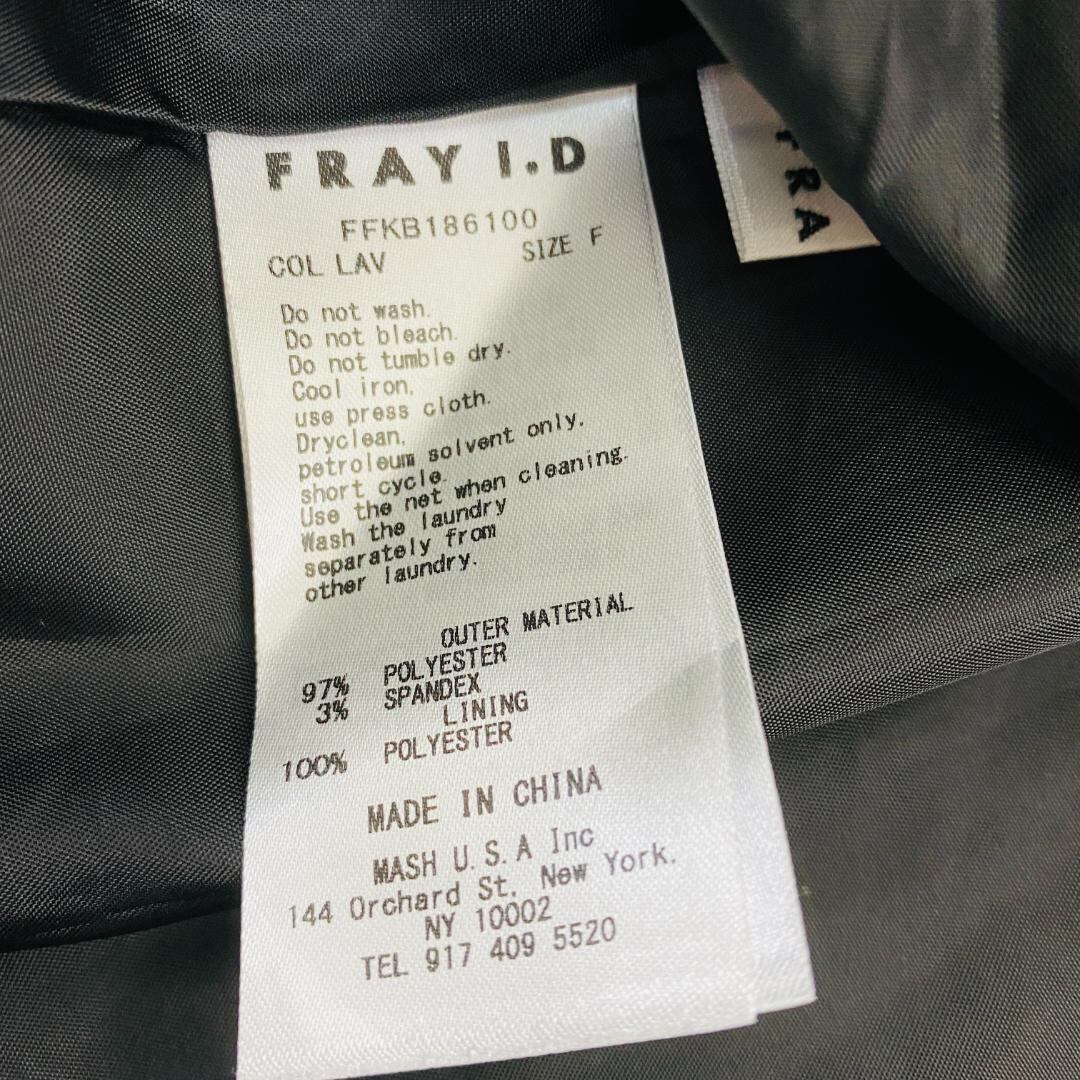 FRAY I.D
FFKB186100
COL LAV SIZE F
Do not wash.
Do not bleach.
Do not tumble dry.
Cool iron,
use press cloth.
Dryclean,
petroleum solvent only.
short cycle.
Use the net when cleaning.
Wash the laundry
separately from
other laundry.
OUTER MATERIAL
97% POLYESTER
3% SPANDEX
LINING
100% POLYESTER
MADE IN CHINA
MASH U.S.A Inc
144 Orchard St, New York.
NY 10002
TEL 917 409 5520
FRA